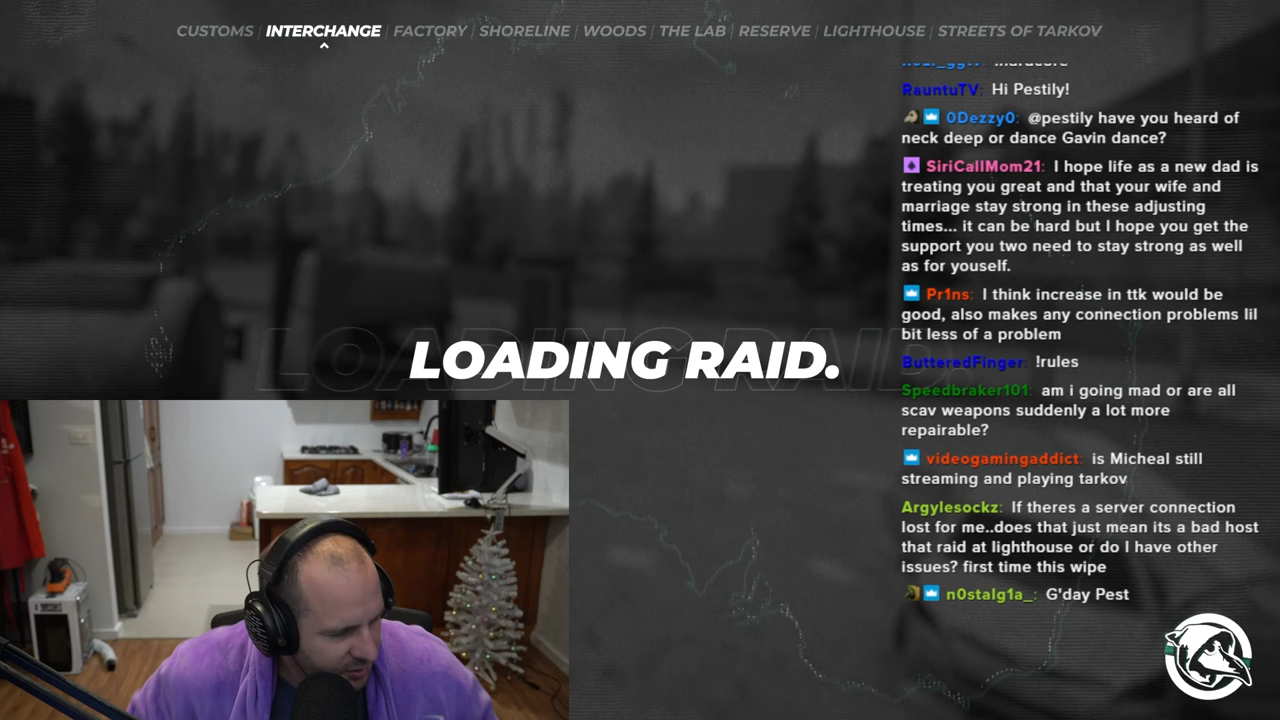 CUSTOMS / INTERCHANGE / FACTORY / SHORELINE / WOODS / THE LAB / RESERVE / LIGHTHOUSE / STREETS OF TARKOV
RauntuTV: Hi Pestily!
0Dezzy0: @pestily have you heard of
neck deep or dance Gavin dance?
SiriCallMom21: I hope life as a new dad is
treating you great and that your wife and
marriage stay strong in these adjusting
times... it can be hard but I hope you get the
support you two need to stay strong as well
as for youself.
Pr1ns: I think increase in ttk would be
good, also makes any connection problems lil
bit less of a problem
LOADING RAID.
ButteredFinger: !rules
Speedbraker101: am i going mad or are all
scav weapons suddenly a lot more
repairable?
videogamingaddict: is Micheal still
streaming and playing tarkov
Argylesockz: If theres a server connection
lost for me..does that just mean its a bad host
that raid at lighthouse or do I have other
issues? first time this wipe
n0stalg1a_: G'day Pest